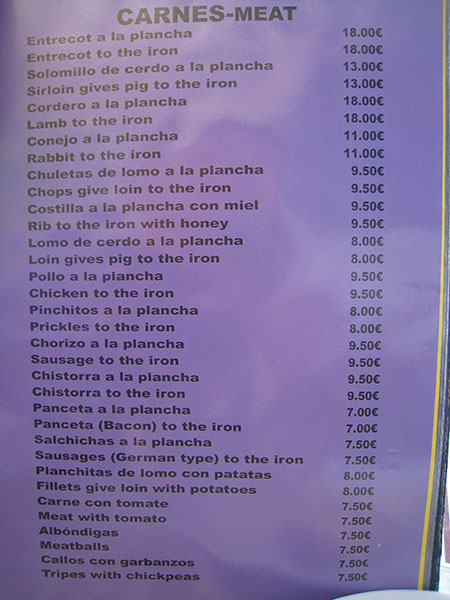 CARNES-MEAT
Entrecot a la plancha 18.00€
Entrecot to the iron 18.00€
Solomillo de cerdo a la plancha 13.00€
Sirloin gives pig to the iron 13.00€
Cordero a la plancha 18.00€
Lamb to the iron 18.00€
Conejo a la plancha 11.00€
Rabbit to the iron 11.00€
Chuletas de lomo a la plancha 9.50€
Chops give loin to the iron 9.50€
Costilla a la plancha con miel 9.50€
Rib to the iron with honey 9.50€
Lomo de cerdo a la plancha 8.00€
Loin gives pig to the iron 8.00€
Pollo a la plancha 9.50€
Chicken to the iron 9.50€
Pinchitos a la plancha 8.00€
Prickles to the iron 8.00€
Chorizo a la plancha 9.50€
Sausage to the iron 9.50€
Chistorra a la plancha 9.50€
Chistorra to the iron 9.50€
Panceta a la plancha 7.00€
Panceta (Bacon) to the iron 7.00€
Salchichas a la plancha 7.50€
Sausages (German type) to the iron 7.50€
Planchitas de lomo con patatas 8.00€
Fillets give loin with potatoes 8.00€
Carne con tomate 7.50€
Meat with tomato 7.50€
Albóndigas 7.50€
Meatballs 7.50€
Callos con garbanzos 7.50€
Tripes with chickpeas 7.50€